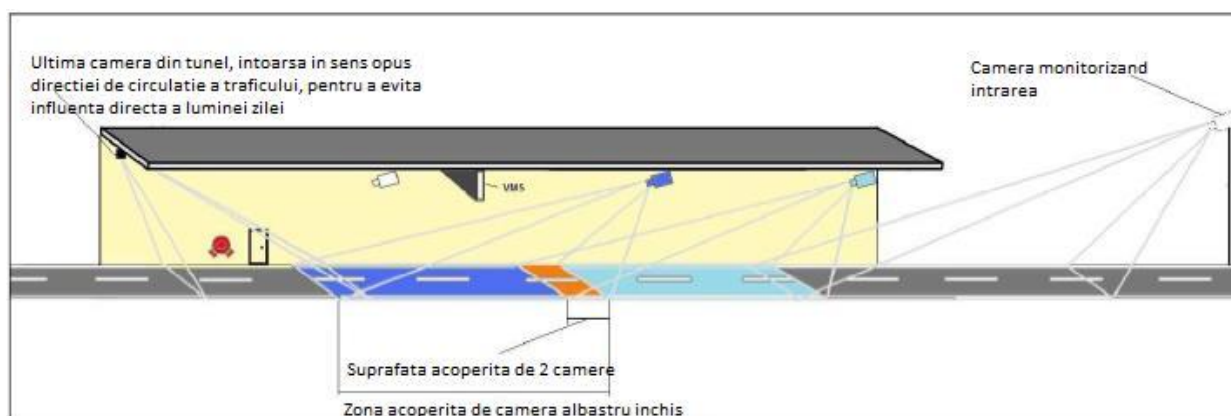 Ultima camera din tunel, intoarsa in sens opus
directiei de circulatie a traficului, pentru a evita
influenta directa a luminei zilei
Camera monitorizand
intrarea
VMS
Suprafata acoperita de 2 camere
Zona acoperita de camera albastru inchis